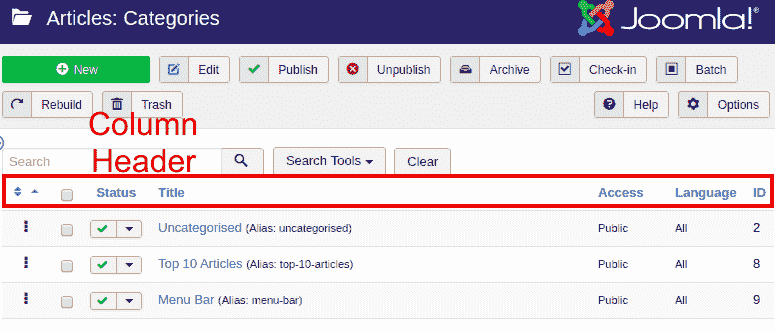 Articles: Categories
Joomla!®
New Edit Publish Unpublish Archive Check-in Batch
Rebuild Trash Help Options
Column
Header
Search Search Tools Clear
Status Title Access Language ID
Uncategorised (Alias: uncategorised) Public All 2
Top 10 Articles (Alias: top-10-articles) Public All 8
Menu Bar (Alias: menu-bar) Public All 9